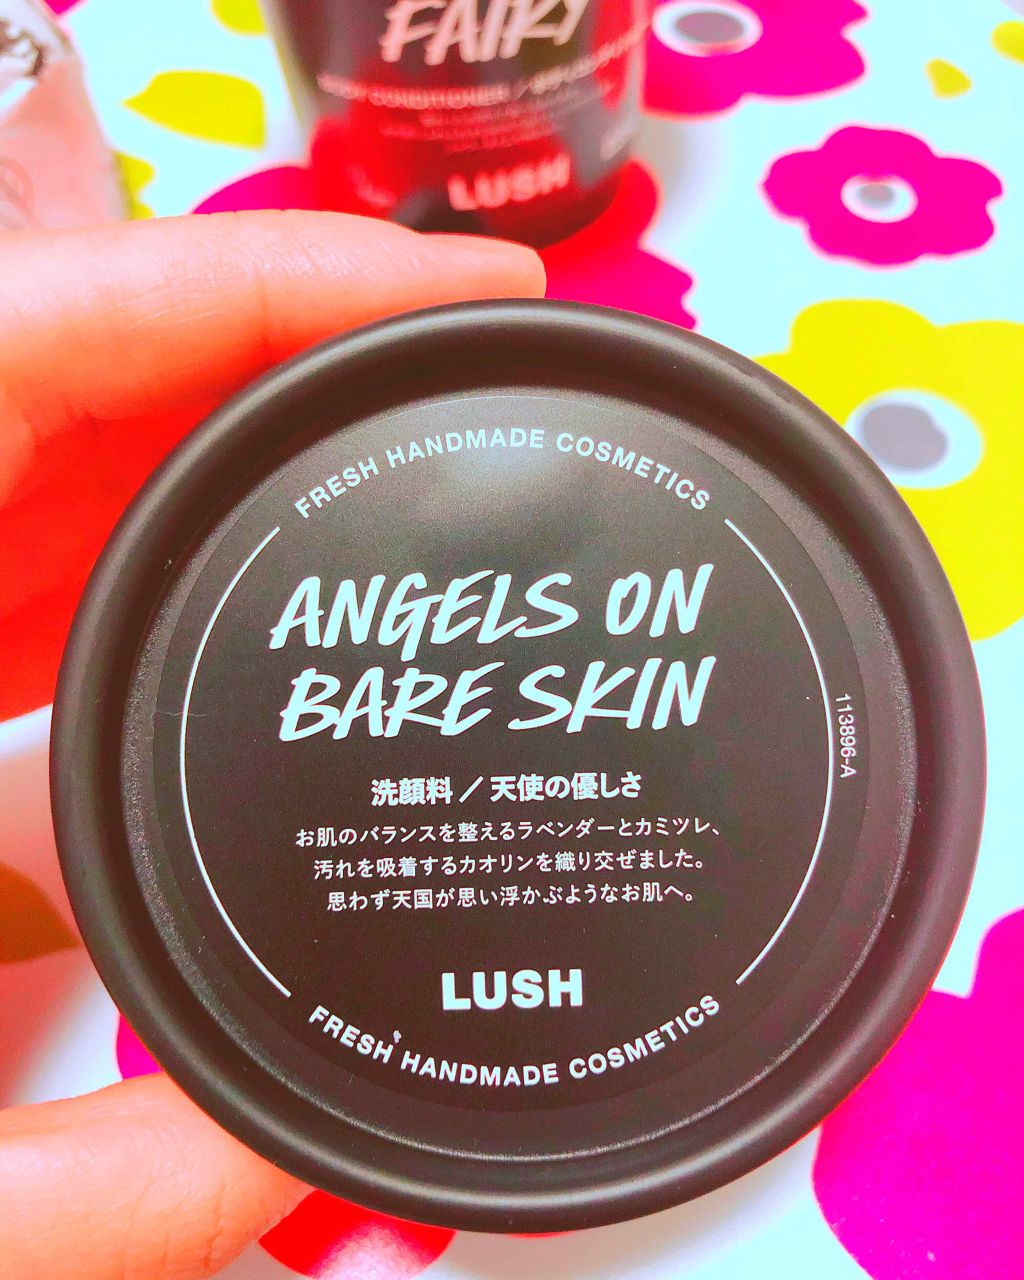 FAIRY
BODY CONDITIONER
LUSH
FRESH HANDMADE COSMETICS
ANGELS ON
BARE SKIN
洗顔料／天使の優しさ
お肌のバランスを整えるラベンダーとカミツレ、
汚れを吸着するカオリンを織り交ぜました。
思わず天国が思い浮かぶようなお肌へ。
LUSH
FRESH HANDMADE COSMETICS
113896-A